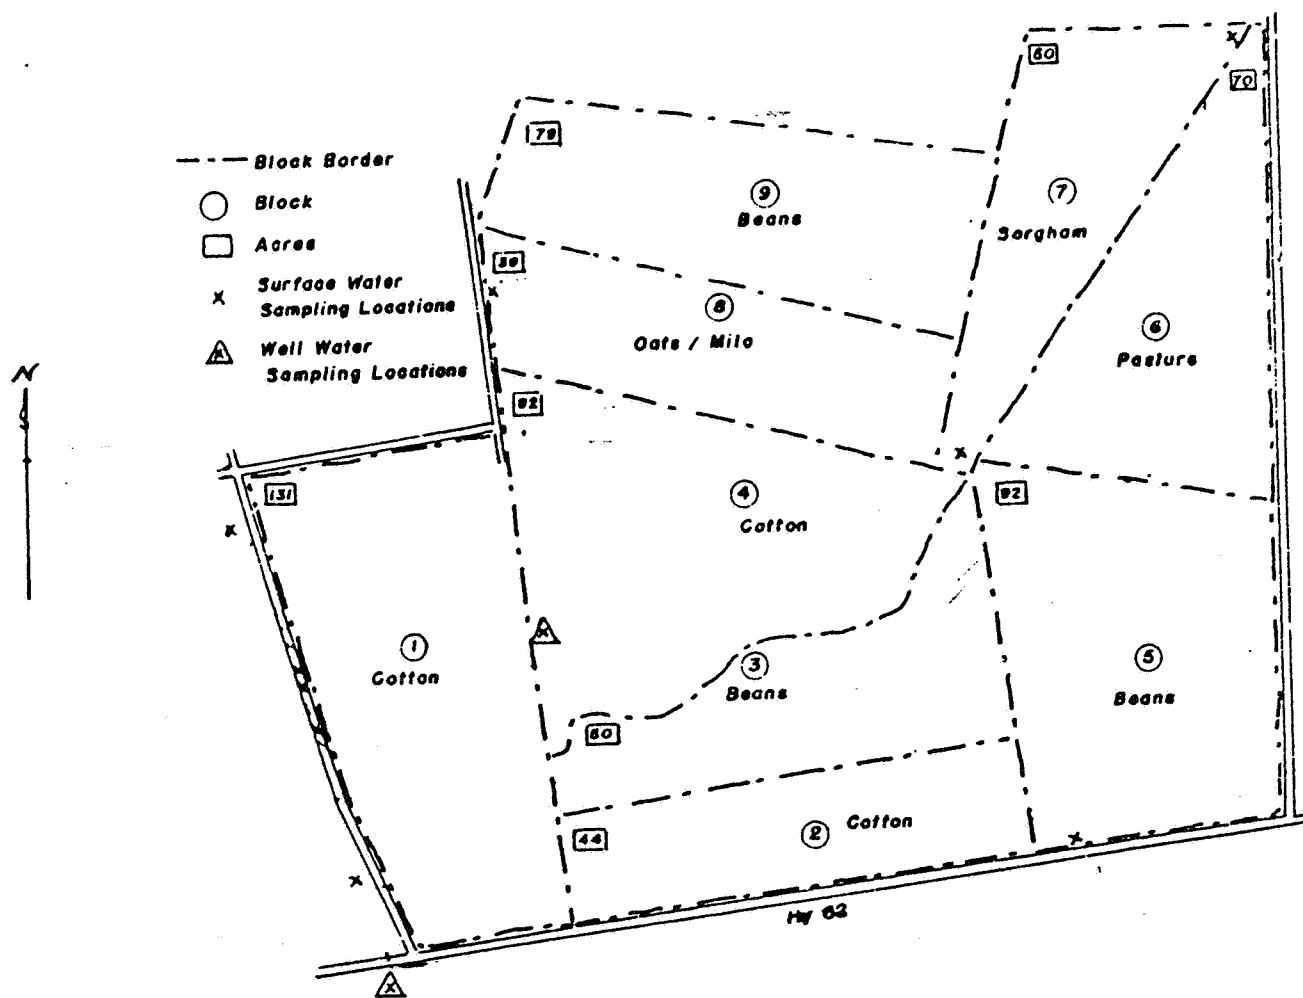 Block Border
Block
Acres
Surface Water
Sampling Locations
Well Water
Sampling Locations
N
60
70
79
9
Beans
7
Sorgham
8
Oats / Milo
6
Pasture
92
131
4
Cotton
92
1
Cotton
3
Beans
5
Beans
60
44
2
Cotton
Hwy 62